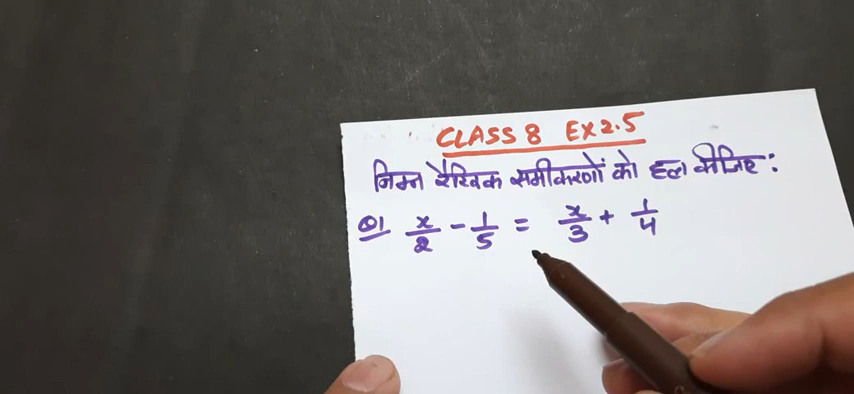 CLASS 8 EX 2.5
निम्न रैखिक समीकरणों को हल कीजिए:
Q1 x/2 - 1/5 = x/3 + 1/4